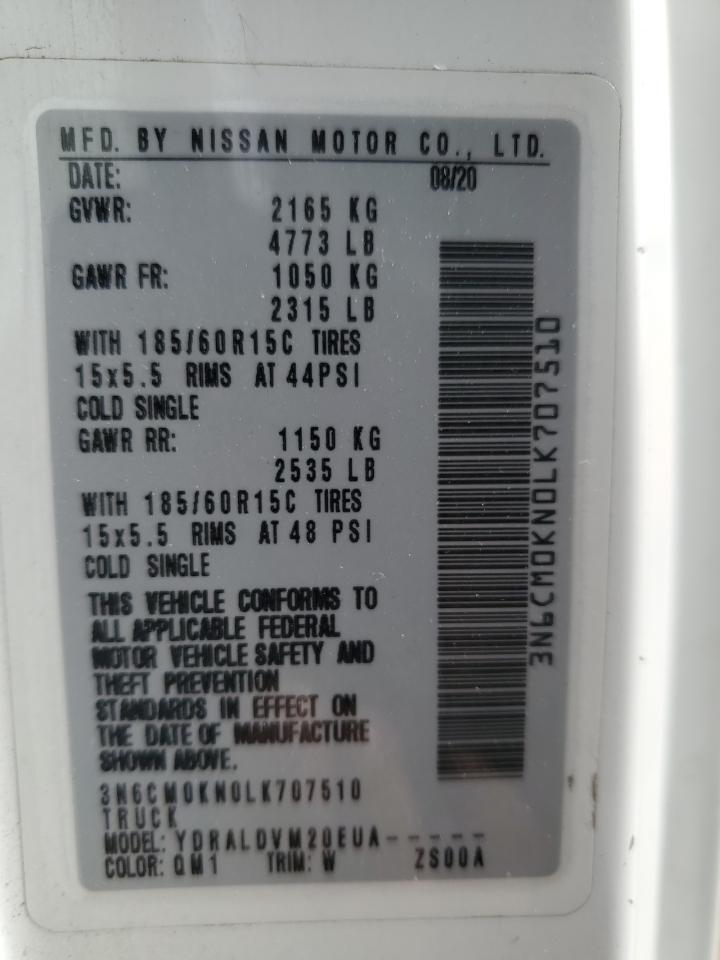 MFD. BY NISSAN MOTOR CO., LTD.
DATE: 08/20
GVWR: 2165 KG
4773 LB
GAWR FR: 1050 KG
2315 LB
WITH 185/60R15C TIRES
15x5.5 RIMS AT 44PSI
COLD SINGLE
GAWR RR: 1150 KG
2535 LB
WITH 185/60R15C TIRES
15x5.5 RIMS AT 48 PSI
COLD SINGLE
THIS VEHICLE CONFORMS TO
ALL APPLICABLE FEDERAL
MOTOR VEHICLE SAFETY AND
THEFT PREVENTION
STANDARDS IN EFFECT ON
THE DATE OF MANUFACTURE
SHOWN ABOVE.
3N6CM0KN0LK707510
TRUCK
MODEL: YDRALDVM20EUA-----
COLOR: QM1 TRIM: W ZS00A
3N6CM0KN0LK707510